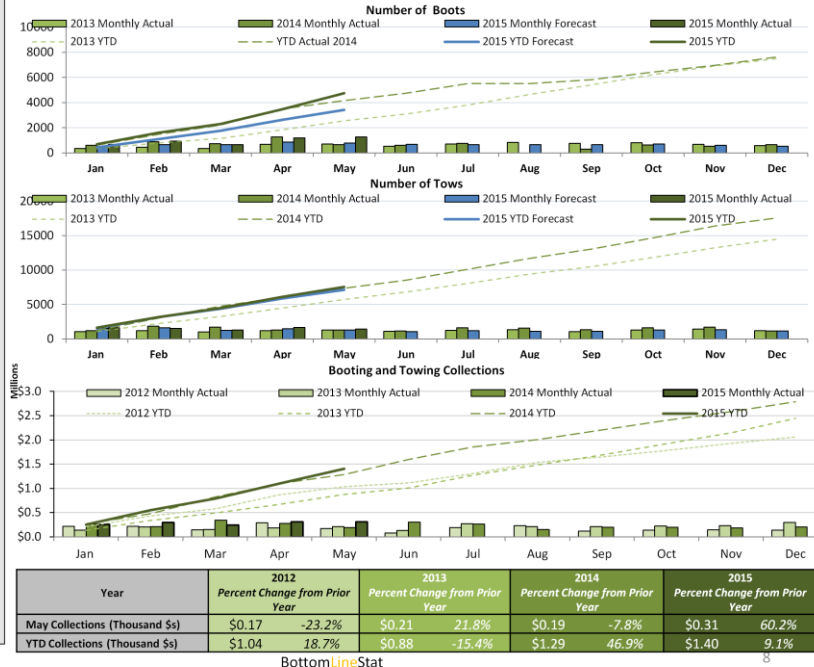 Number of Boots
2013 Monthly Actual 2014 Monthly Actual 2015 Monthly Forecast 2015 Monthly Actual
2013 YTD YTD Actual 2014 2015 YTD Forecast 2015 YTD
10000
8000
6000
4000
2000
0
Jan Feb Mar Apr May Jun Jul Aug Sep Oct Nov Dec
Number of Tows
2013 Monthly Actual 2014 Monthly Actual 2015 Monthly Forecast 2015 Monthly Actual
2013 YTD 2014 YTD 2015 YTD Forecast 2015 YTD
20000
15000
10000
5000
0
Jan Feb Mar Apr May Jun Jul Aug Sep Oct Nov Dec
Booting and Towing Collections
Millions
2012 Monthly Actual 2013 Monthly Actual 2014 Monthly Actual 2015 Monthly Actual
2012 YTD 2013 YTD 2014 YTD 2015 YTD
$3.0
$2.5
$2.0
$1.5
$1.0
$0.5
$0.0
Jan Feb Mar Apr May Jun Jul Aug Sep Oct Nov Dec
Year 2012 Percent Change from Prior Year 2013 Percent Change from Prior Year 2014 Percent Change from Prior Year 2015 Percent Change from Prior Year
May Collections (Thousand $s) $0.17 -23.2% $0.21 21.8% $0.19 -7.8% $0.31 60.2%
YTD Collections (Thousand $s) $1.04 18.7% $0.88 -15.4% $1.29 46.9% $1.40 9.1%
BottomLineStat
8